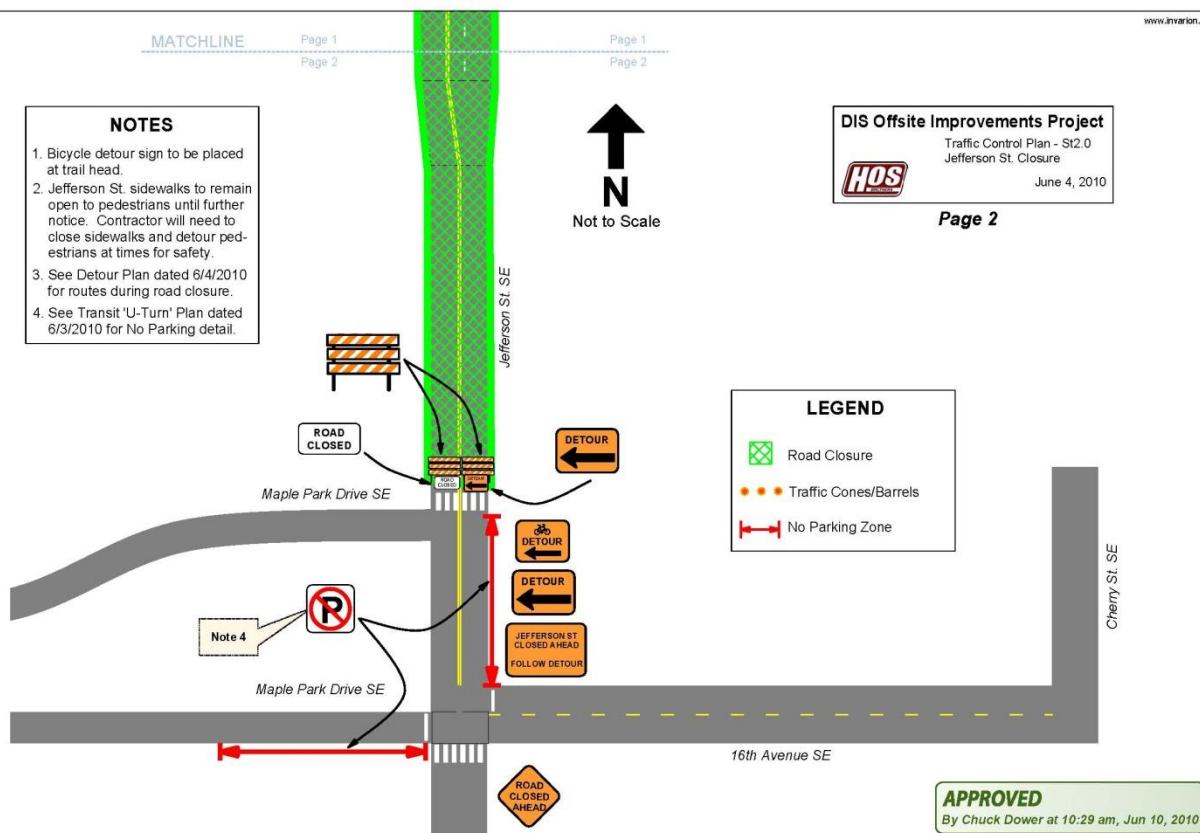 www.invarion.
MATCHLINE
Page 1
Page 1
Page 2
Page 2
NOTES
1. Bicycle detour sign to be placed
at trail head.
2. Jefferson St. sidewalks to remain
open to pedestrians until further
notice. Contractor will need to
close sidewalks and detour ped-
estrians at times for safety.
3. See Detour Plan dated 6/4/2010
for routes during road closure.
4. See Transit 'U-Turn' Plan dated
6/3/2010 for No Parking detail.
N
Not to Scale
DIS Offsite Improvements Project
Traffic Control Plan - St2.0
Jefferson St. Closure
HOS
BROTHERS
June 4, 2010
Page 2
Jefferson St. SE
ROAD
CLOSED
DETOUR
ROAD
CLOSED
DETOUR
Maple Park Drive SE
LEGEND
Road Closure
Traffic Cones/Barrels
No Parking Zone
DETOUR
DETOUR
P
Note 4
JEFFERSON ST
CLOSED AHEAD
FOLLOW DETOUR
Cherry St. SE
Maple Park Drive SE
16th Avenue SE
ROAD
CLOSED
AHEAD
APPROVED
By Chuck Dower at 10:29 am, Jun 10, 2010